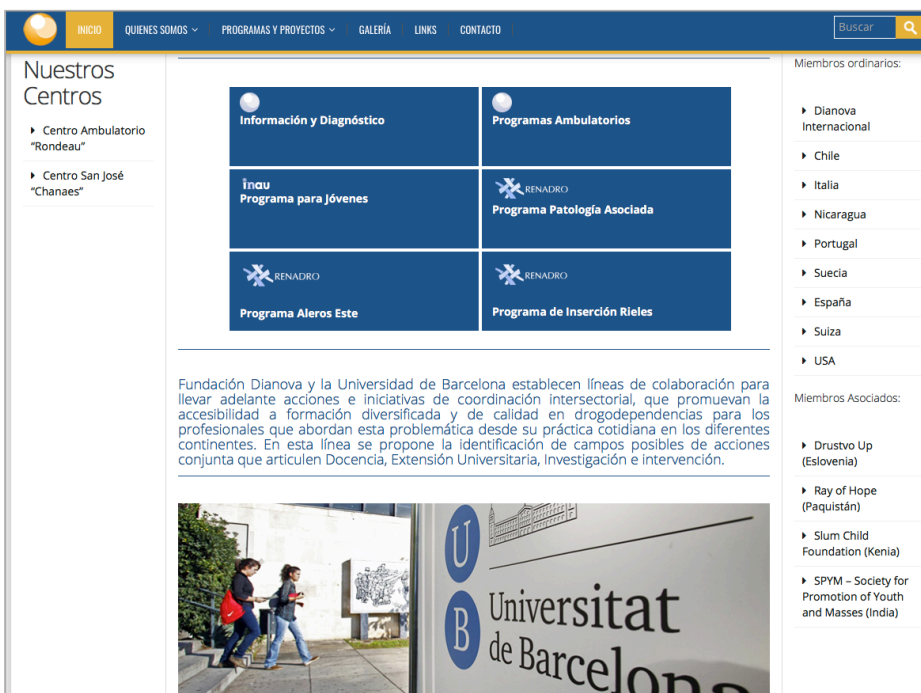 INICIO
QUIENES SOMOS
PROGRAMAS Y PROYECTOS
GALERÍA
LINKS
CONTACTO
Buscar
Nuestros
Centros
Centro Ambulatorio
“Rondeau”
Centro San José
“Chanaes”
Información y Diagnóstico
Programas Ambulatorios
inau
Programa para Jóvenes
RENADRO
Programa Patología Asociada
RENADRO
Programa Aleros Este
RENADRO
Programa de Inserción Rieles
Fundación Dianova y la Universidad de Barcelona establecen líneas de colaboración para
llevar adelante acciones e iniciativas de coordinación intersectorial, que promuevan la
accesibilidad a formación diversificada y de calidad en drogodependencias para los
profesionales que abordan esta problemática desde su práctica cotidiana en los diferentes
continentes. En esta línea se propone la identificación de campos posibles de acciones
conjunta que articulen Docencia, Extensión Universitaria, Investigación e intervención.
U
B
Universitat
de Barcelona
Miembros ordinarios:
Dianova
Internacional
Chile
Italia
Nicaragua
Portugal
Suecia
España
Suiza
USA
Miembros Asociados:
Drustvo Up
(Eslovenia)
Ray of Hope
(Paquistán)
Slum Child
Foundation (Kenia)
SPYM – Society for
Promotion of Youth
and Masses (India)